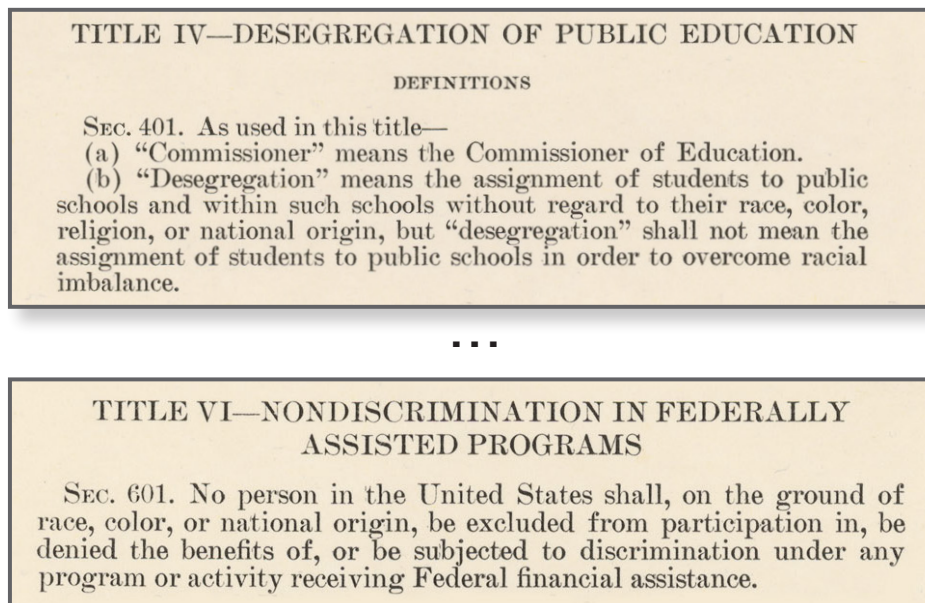 TITLE IV—DESEGREGATION OF PUBLIC EDUCATION
DEFINITIONS
SEC. 401. As used in this title—
(a) “Commissioner” means the Commissioner of Education.
(b) “Desegregation” means the assignment of students to public
schools and within such schools without regard to their race, color,
religion, or national origin, but “desegregation” shall not mean the
assignment of students to public schools in order to overcome racial
imbalance.
...
TITLE VI—NONDISCRIMINATION IN FEDERALLY
ASSISTED PROGRAMS
SEC. 601. No person in the United States shall, on the ground of
race, color, or national origin, be excluded from participation in, be
denied the benefits of, or be subjected to discrimination under any
program or activity receiving Federal financial assistance.